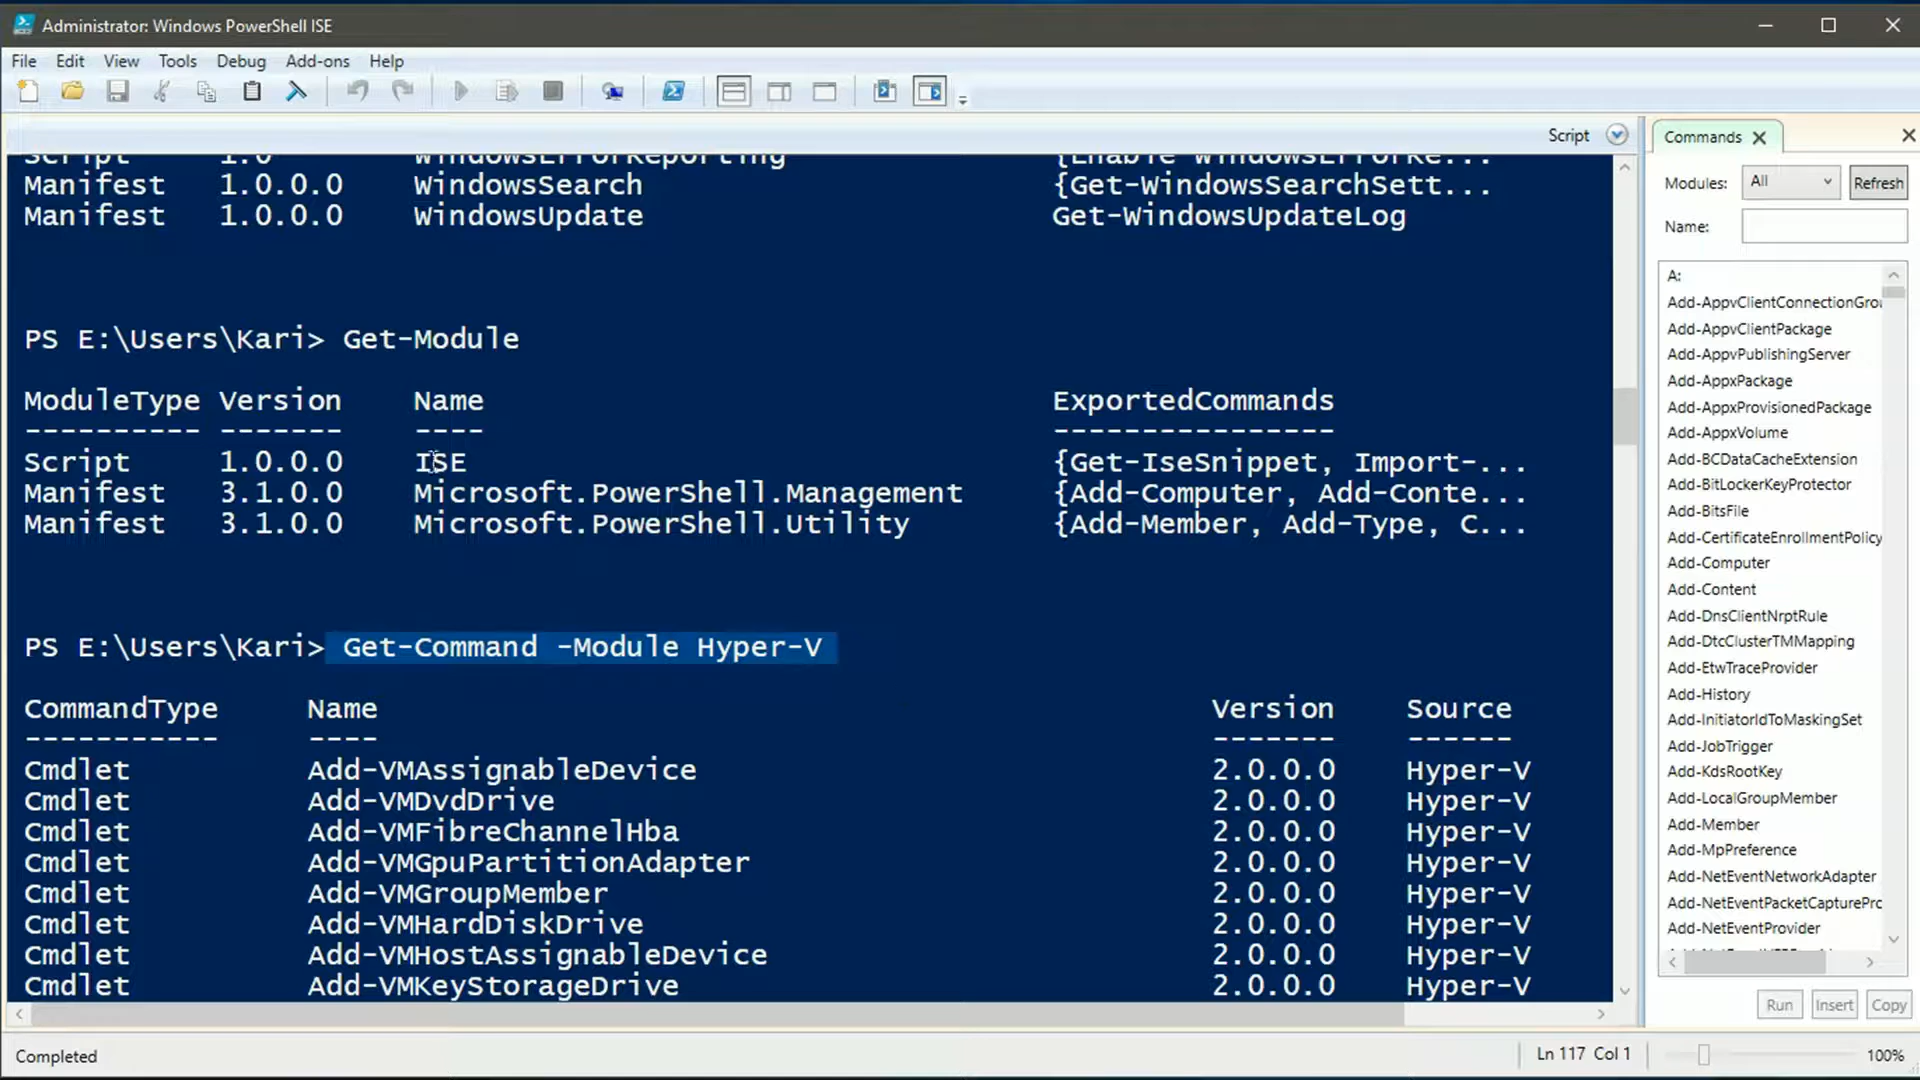 Administrator: Windows PowerShell ISE
File Edit View Tools Debug Add-ons Help
Script
Script 1.0 WindowsErrorReporting {Enable-WindowsErrorRe...
Manifest 1.0.0.0 WindowsSearch {Get-WindowsSearchSett...
Manifest 1.0.0.0 WindowsUpdate Get-WindowsUpdateLog
PS E:\Users\Kari> Get-Module
ModuleType Version Name ExportedCommands
---------- ------- ---- ----------------
Script 1.0.0.0 ISE {Get-IseSnippet, Import-...
Manifest 3.1.0.0 Microsoft.PowerShell.Management {Add-Computer, Add-Conte...
Manifest 3.1.0.0 Microsoft.PowerShell.Utility {Add-Member, Add-Type, C...
PS E:\Users\Kari> Get-Command -Module Hyper-V
CommandType Name Version Source
----------- ---- ------- ------
Cmdlet Add-VMAssignableDevice 2.0.0.0 Hyper-V
Cmdlet Add-VMDvdDrive 2.0.0.0 Hyper-V
Cmdlet Add-VMFibreChannelHba 2.0.0.0 Hyper-V
Cmdlet Add-VMGpuPartitionAdapter 2.0.0.0 Hyper-V
Cmdlet Add-VMGroupMember 2.0.0.0 Hyper-V
Cmdlet Add-VMHardDiskDrive 2.0.0.0 Hyper-V
Cmdlet Add-VMHostAssignableDevice 2.0.0.0 Hyper-V
Cmdlet Add-VMKeyStorageDrive 2.0.0.0 Hyper-V
Commands
Modules: All Refresh
Name:
A:
Add-AppvClientConnectionGrou
Add-AppvClientPackage
Add-AppvPublishingServer
Add-AppxPackage
Add-AppxProvisionedPackage
Add-AppxVolume
Add-BCDataCacheExtension
Add-BitLockerKeyProtector
Add-BitsFile
Add-CertificateEnrollmentPolicy
Add-Computer
Add-Content
Add-DnsClientNrptRule
Add-DtcClusterTMMapping
Add-EtwTraceProvider
Add-History
Add-InitiatorIdToMaskingSet
Add-JobTrigger
Add-KdsRootKey
Add-LocalGroupMember
Add-Member
Add-MpPreference
Add-NetEventNetworkAdapter
Add-NetEventPacketCapturePrc
Add-NetEventProvider
Run Insert Copy
Completed
Ln 117 Col 1
100%